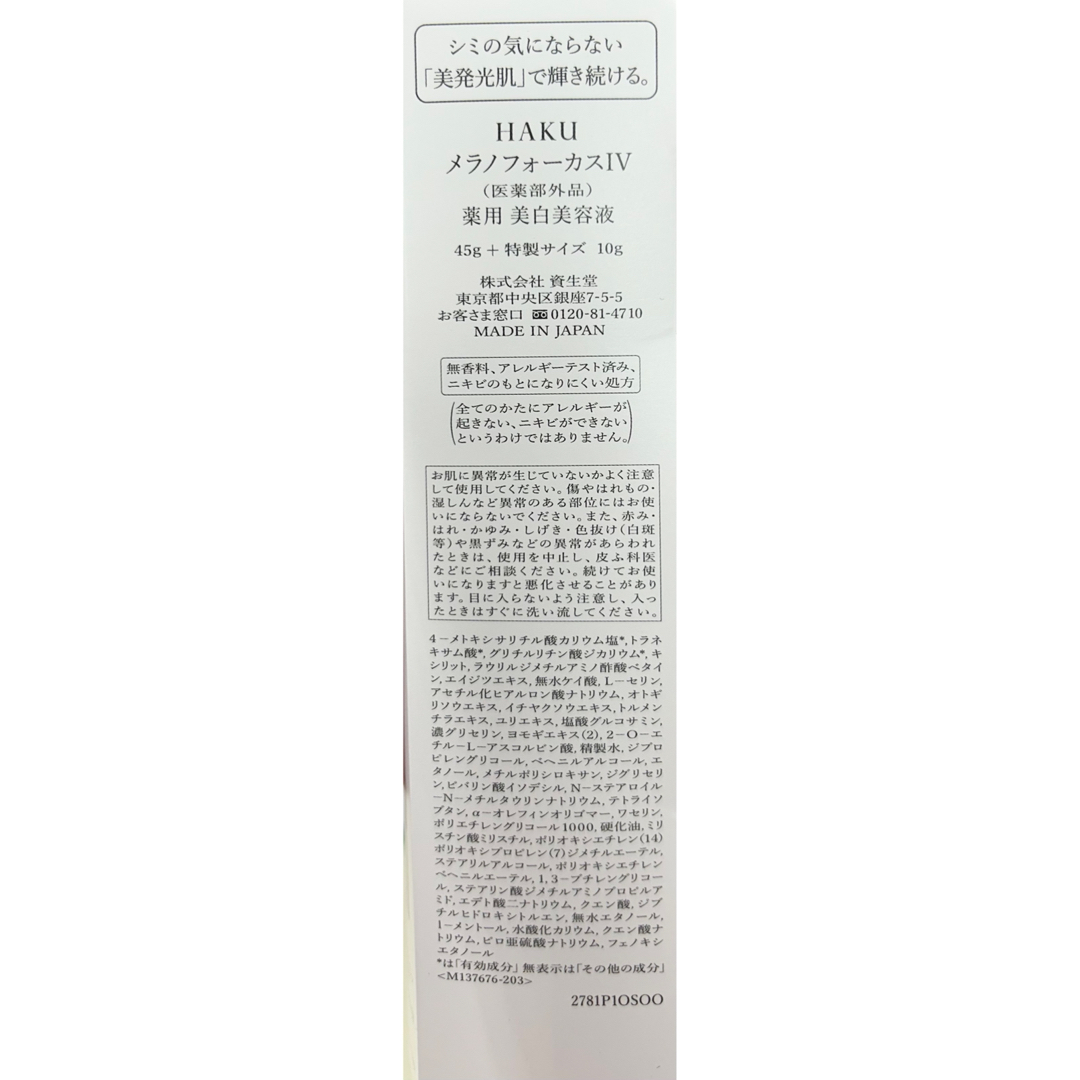 シミの気にならない
「美発光肌」で輝き続ける。
HAKU
メラノフォーカスIV
（医薬部外品）
薬用 美白美容液
45g + 特製サイズ 10g
株式会社 資生堂
東京都中央区銀座7-5-5
お客さま窓口 0120-81-4710
MADE IN JAPAN
無香料、アレルギーテスト済み、
ニキビのもとになりにくい処方
全てのかたにアレルギーが
起きない、ニキビができない
というわけではありません。
お肌に異常が生じていないかよく注意
して使用してください。傷やはれもの・
湿しんなど異常のある部位にはお使
いにならないでください。また、赤み・
はれ・かゆみ・しげき・色抜け（白斑
等）や黒ずみなどの異常があらわれ
たときは、使用を中止し、皮ふ科医
などにご相談ください。続けてお使
いになりますと悪化させることがあり
ます。目に入らないよう注意し、入っ
たときはすぐに洗い流してください。
4－メトキシサリチル酸カリウム塩*, トラネ
キサム酸*, グリチルリチン酸ジカリウム*, キ
シリット, ラウリルジメチルアミノ酢酸ベタイ
ン, エイジツエキス, 無水ケイ酸, L－セリン,
アセチル化ヒアルロン酸ナトリウム, オトギ
リソウエキス, イチヤクソウエキス, トルメン
チラエキス, ユリエキス, 塩酸グルコサミン,
濃グリセリン, ヨモギエキス（2）, 2－O－エ
チル－L－アスコルビン酸, 精製水, ジプロ
ピレングリコール, ベヘニルアルコール, エ
タノール, メチルポリシロキサン, ジグリセリ
ン, ピバリン酸イソデシル, N－ステアロイル
－N－メチルタウリンナトリウム, テトライソ
ブタン, α－オレフィンオリゴマー, ワセリン,
ポリエチレングリコール1000, 硬化油, ミリ
スチン酸ミリスチル, ポリオキシエチレン（14）
ポリオキシプロピレン（7）ジメチルエーテル,
ステアリルアルコール, ポリオキシエチレン
ベヘニルエーテル, 1, 3－ブチレングリコー
ル, ステアリン酸ジメチルアミノプロピルア
ミド, エデト酸二ナトリウム, クエン酸, ジブ
チルヒドロキシトルエン, 無水エタノール,
l－メントール, 水酸化カリウム, クエン酸ナ
トリウム, ピロ亜硫酸ナトリウム, フェノキシ
エタノール
*は「有効成分」 無表示は「その他の成分」
<M137676-203>
2781P1OSOO